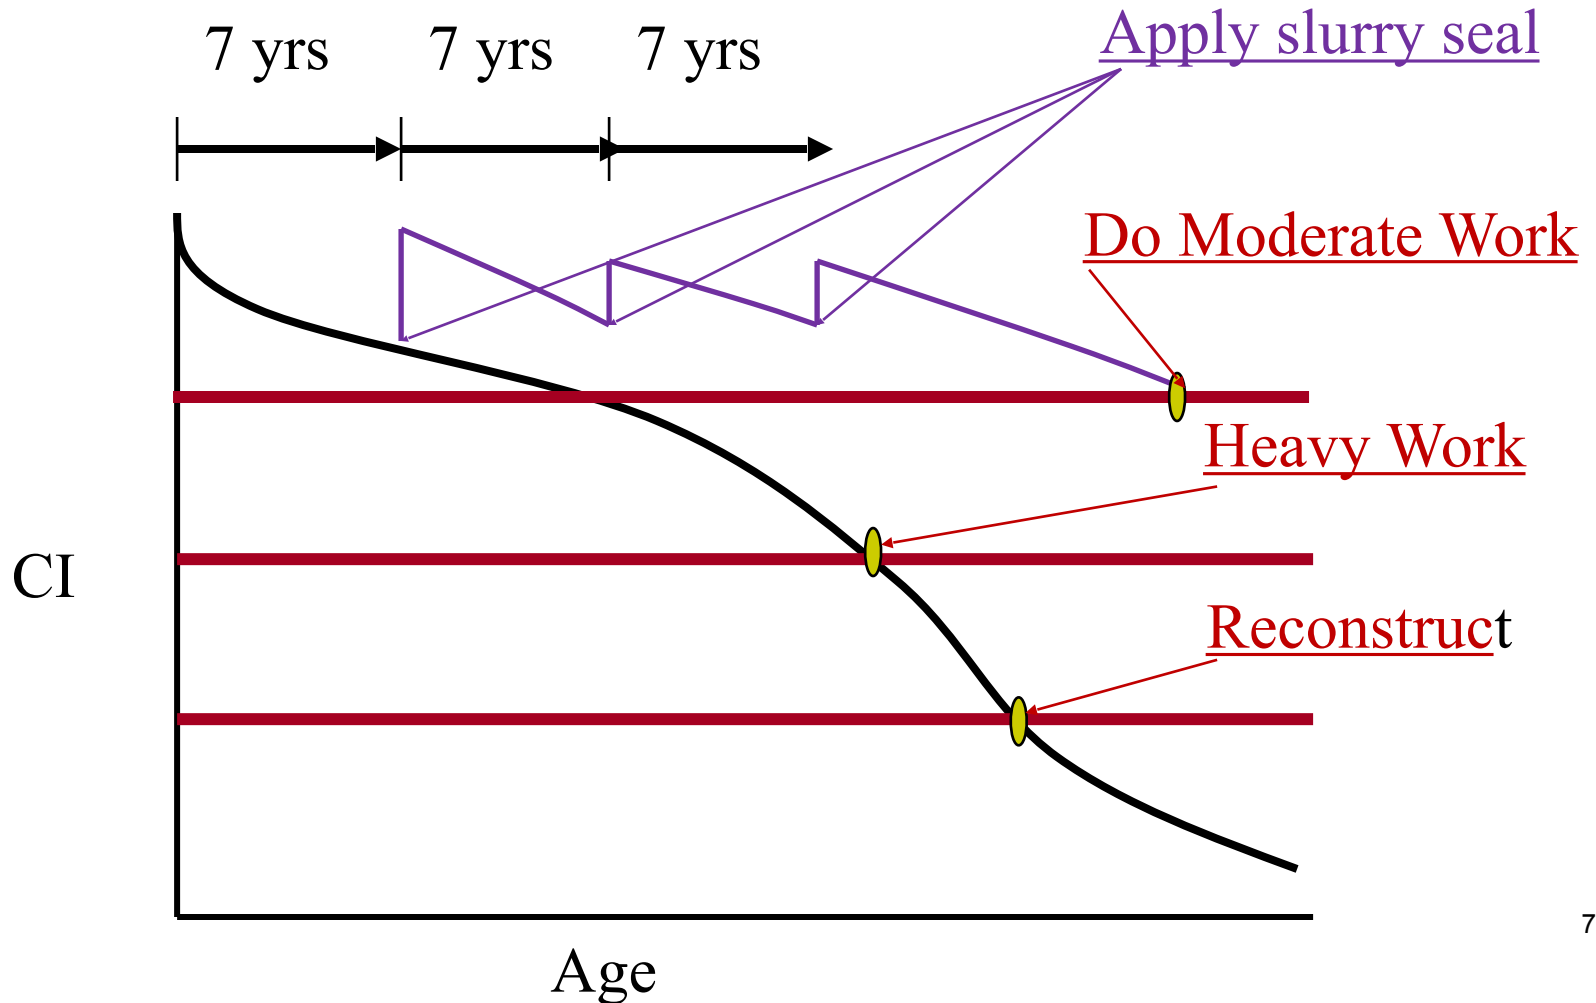 7 yrs
7 yrs
7 yrs
Apply slurry seal
Do Moderate Work
Heavy Work
CI
Reconstruct
7
Age